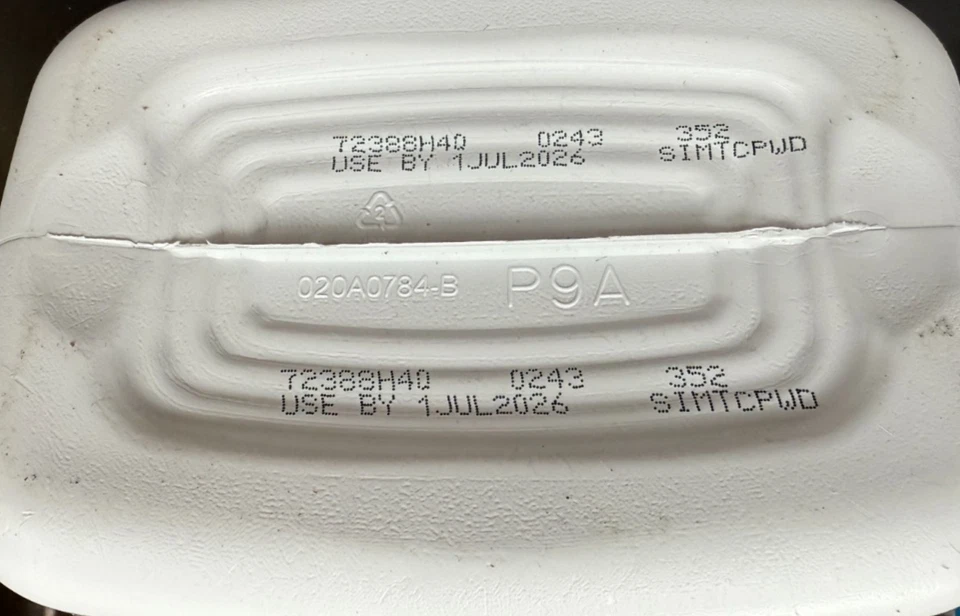 72388H40 0243 352
USE BY 1JUL2026 SIMTCPWD
2
020A0784-B P9A
72388H40 0243 352
USE BY 1JUL2026 SIMTCPWD